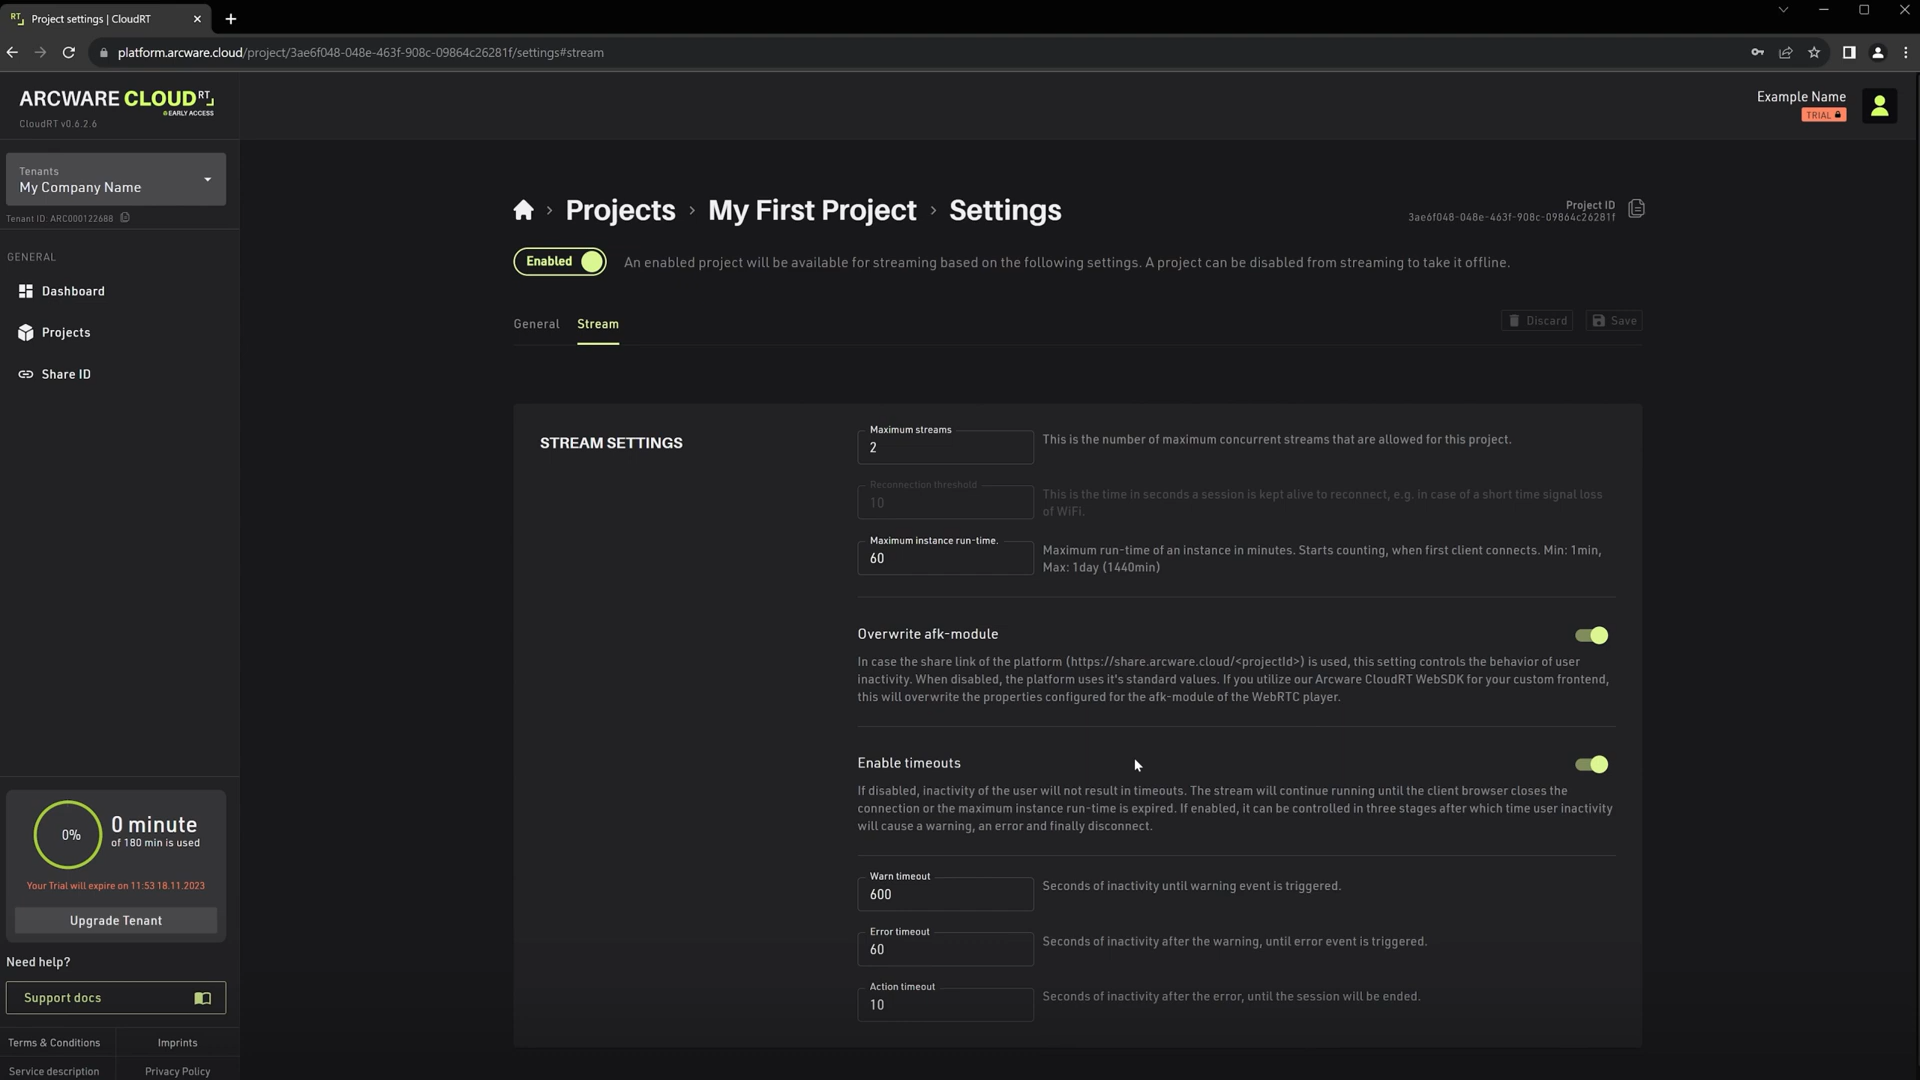 Project settings | CloudRT
platform.arcware.cloud/project/3ae6f048-048e-463f-908c-09864c26281f/settings#stream
ARCWARE CLOUD RT
EARLY ACCESS
CloudRT v0.6.2.6
Example Name
TRIAL
Tenants
My Company Name
Tenant ID: ARC000122688
GENERAL
Dashboard
Projects
Share ID
Projects › My First Project › Settings
Project ID
3ae6f048-048e-463f-908c-09864c26281f
Enabled
An enabled project will be available for streaming based on the following settings. A project can be disabled from streaming to take it offline.
General
Stream
Discard
Save
STREAM SETTINGS
Maximum streams
2
This is the number of maximum concurrent streams that are allowed for this project.
Reconnection threshold
10
This is the time in seconds a session is kept alive to reconnect, e.g. in case of a short time signal loss
of WiFi.
Maximum instance run-time.
60
Maximum run-time of an instance in minutes. Starts counting, when first client connects. Min: 1min,
Max: 1day (1440min)
Overwrite afk-module
In case the share link of the platform (https://share.arcware.cloud/<projectId>) is used, this setting controls the behavior of user
inactivity. When disabled, the platform uses it's standard values. If you utilize our Arcware CloudRT WebSDK for your custom frontend,
this will overwrite the properties configured for the afk-module of the WebRTC player.
Enable timeouts
If disabled, inactivity of the user will not result in timeouts. The stream will continue running until the client browser closes the
connection or the maximum instance run-time is expired. If enabled, it can be controlled in three stages after which time user inactivity
will cause a warning, an error and finally disconnect.
Warn timeout
600
Seconds of inactivity until warning event is triggered.
Error timeout
60
Seconds of inactivity after the warning, until error event is triggered.
Action timeout
10
Seconds of inactivity after the error, until the session will be ended.
0%
0 minute
of 180 min is used
Your Trial will expire on 11:53 18.11.2023
Upgrade Tenant
Need help?
Support docs
Terms & Conditions
Imprints
Service description
Privacy Policy